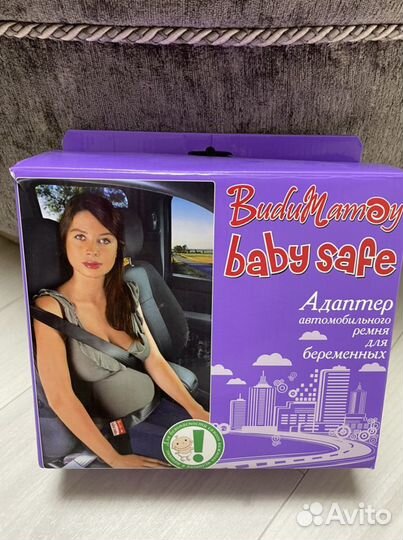 BuduMamoy
baby safe
Адаптер
автомобильного
ремня для
беременных
Avito